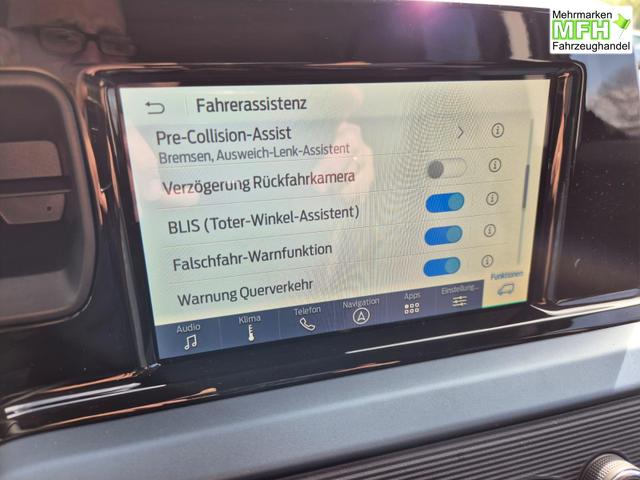 Mehrmarken
MFH
Fahrzeughandel
Fahrerassistenz
Pre-Collision-Assist
Bremsen, Ausweich-Lenk-Assistent
Verzögerung Rückfahrkamera
BLIS (Toter-Winkel-Assistent)
Falschfahr-Warnfunktion
Warnung Querverkehr
Audio
Klima
Telefon
Navigation
Apps
Einstellung...
Funktionen